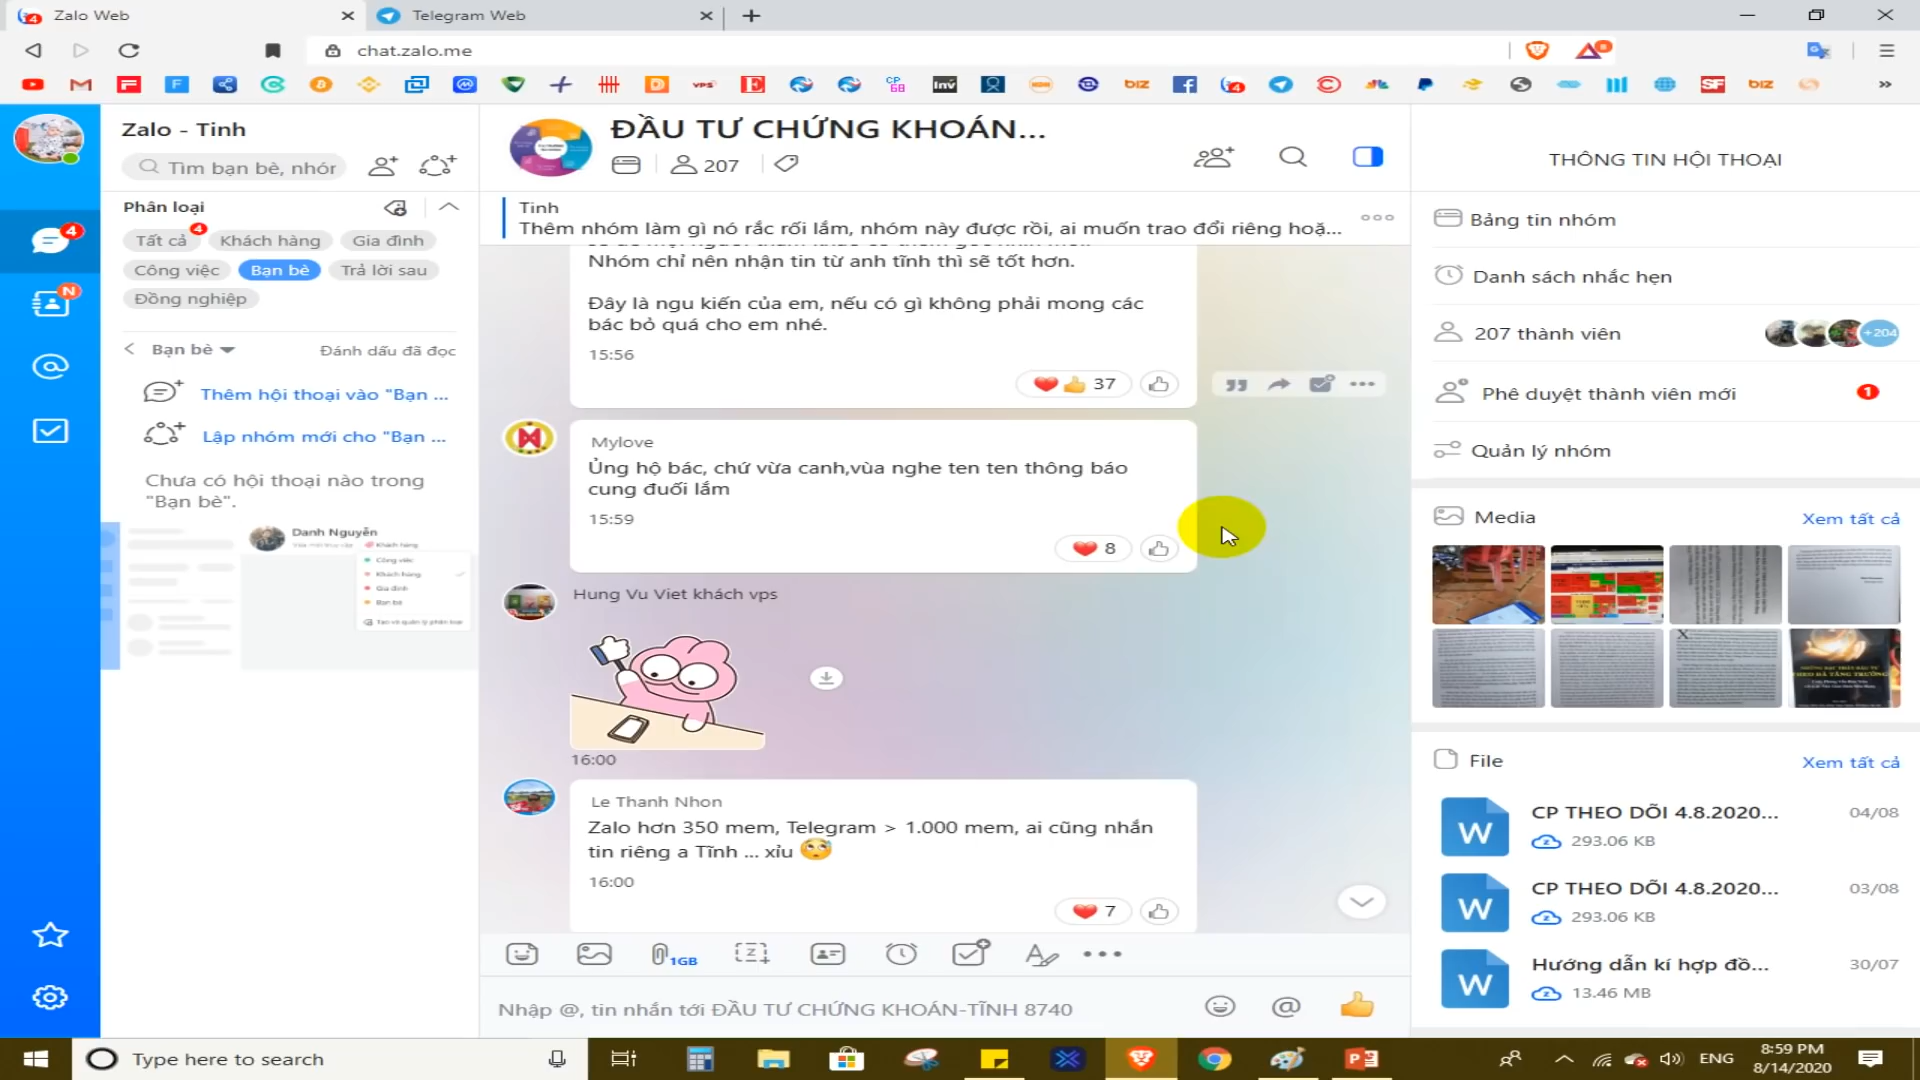 Zalo Web
Telegram Web
chat.zalo.me
Zalo - Tinh
Tìm bạn bè, nhór
Phân loại
Tất cả
4
Khách hàng
Gia đình
Công việc
Bạn bè
Trả lời sau
Đồng nghiệp
Bạn bè
Đánh dấu đã đọc
Thêm hội thoại vào "Bạn ...
Lập nhóm mới cho "Bạn ...
Chưa có hội thoại nào trong
"Bạn bè".
Danh Nguyễn
Khách hàng
Công việc
Khách hàng
Gia đình
Bạn bè
4
N
ĐẦU TƯ CHỨNG KHOÁN...
207
Tinh
Thêm nhóm làm gì nó rắc rối lắm, nhóm này được rồi, ai muốn trao đổi riêng hoặ...
Nhóm chỉ nên nhận tin từ anh tĩnh thì sẽ tốt hơn.
Đây là ngu kiến của em, nếu có gì không phải mong các
bác bỏ quá cho em nhé.
15:56
37
Mylove
Ủng hộ bác, chứ vừa canh,vùa nghe ten ten thông báo
cung đuối lắm
15:59
8
Hung Vu Viet khách vps
16:00
Le Thanh Nhon
Zalo hơn 350 mem, Telegram > 1.000 mem, ai cũng nhắn
tin riêng a Tĩnh ... xỉu
16:00
7
1GB
Nhập @, tin nhắn tới ĐẦU TƯ CHỨNG KHOÁN-TĨNH 8740
THÔNG TIN HỘI THOẠI
Bảng tin nhóm
Danh sách nhắc hẹn
207 thành viên
+204
Phê duyệt thành viên mới
1
Quản lý nhóm
Media
Xem tất cả
File
Xem tất cả
CP THEO DÕI 4.8.2020...
04/08
293.06 KB
CP THEO DÕI 4.8.2020...
03/08
293.06 KB
Hướng dẫn kí hợp đồ...
30/07
13.46 MB
Type here to search
ENG
8:59 PM
8/14/2020